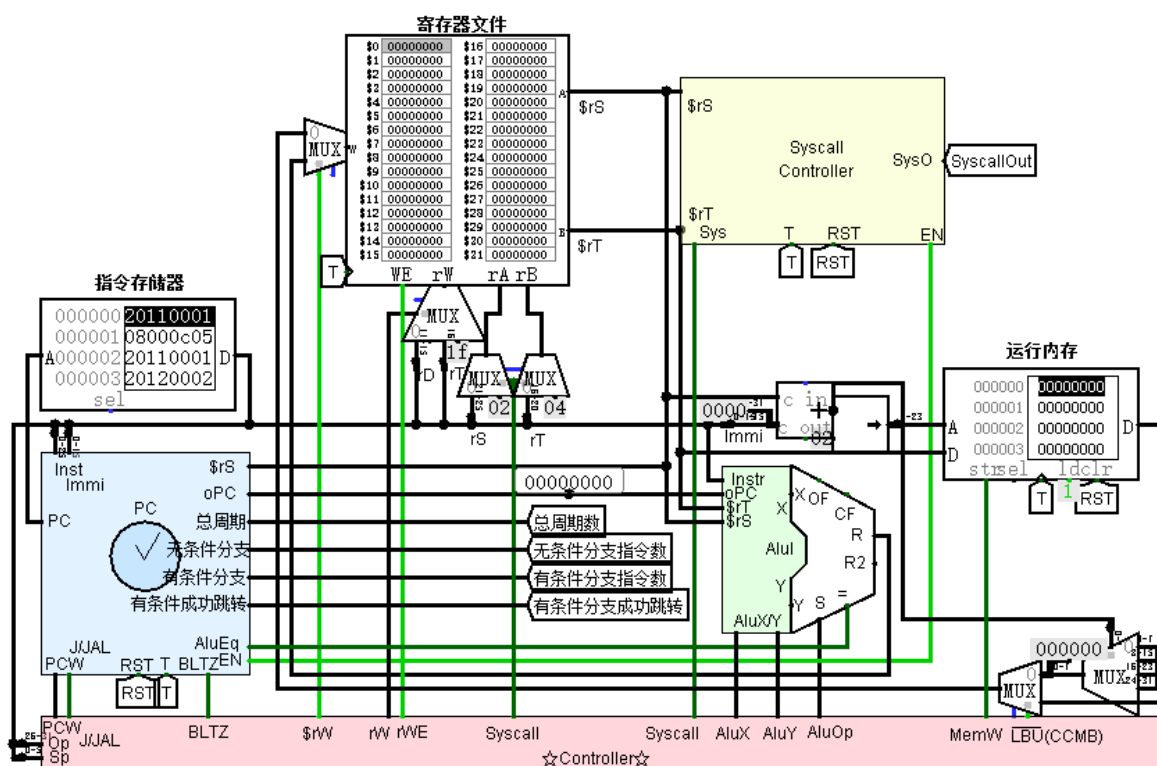 寄存器文件
$0 00000000 $16 00000000
$1 00000000 $17 00000000
$2 00000000 $18 00000000
$3 00000000 $19 00000000
$4 00000000 $20 00000000
$5 00000000 $21 00000000
$6 00000000 $22 00000000
$7 00000000 $23 00000000
$8 00000000 $24 00000000
$9 00000000 $25 00000000
$10 00000000 $26 00000000
$11 00000000 $27 00000000
$12 00000000 $28 00000000
$13 00000000 $29 00000000
$14 00000000 $30 00000000
$15 00000000 $31 00000000
A
$rS
B
$rT
0
MUX
W
T
WE rW rA rB
$rS
Syscall
Controller
SysO
SyscallOut
$rT
Sys T RST EN
T RST
指令存储器
000000 20110001
000001 08000c05
000002 20110001
000003 20120002
A D
sel
MUX
0
1f
rD rT
MUX MUX
02 04
rS rT
0000
Immi
c in
+
c out
02
运行内存
000000 00000000
000001 00000000
000002 00000000
000003 00000000
A D
D
str sel ld clr
T 1 RST
Inst
Immi
PC
PC
$rS
oPC
总周期
无条件分支
有条件分支
有条件成功跳转
AluEq
EN
J/JAL
PCW RST T BLTZ
RST T
00000000
总周期数
无条件分支指令数
有条件分支指令数
有条件分支成功跳转
Instr
oPC
$rT
$rS
X
AluI
Y
AluX/Y
X OF CF
R
R2
Y S =
000000
0
MUX
0
MUX
PCW
J/JAL
Op
Sp
BLTZ $rW rW rWE Syscall Syscall AluX AluY AluOp MemW LBU(CCMB)
☆Controller☆